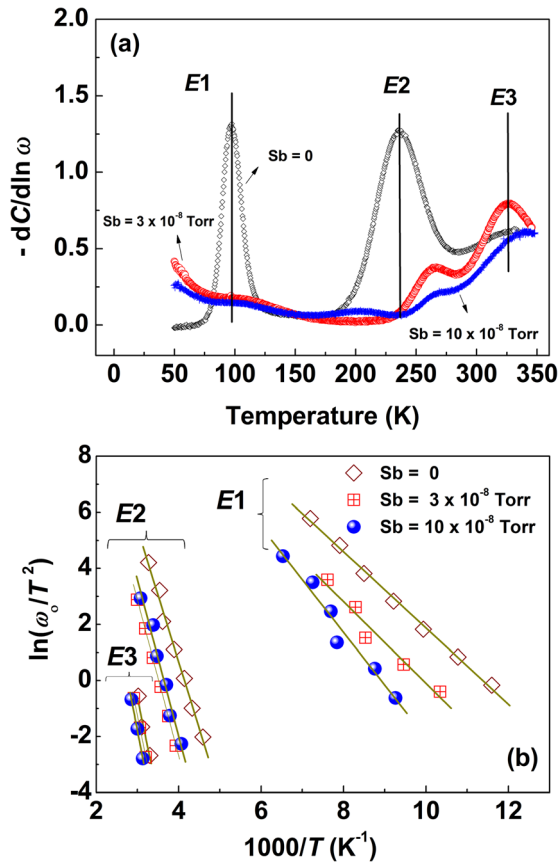 (a)
2.0
1.5
1.0
0.5
0.0
- dC/dln ω
E1
E2
E3
Sb = 0
Sb = 3 x 10⁻⁸ Torr
Sb = 10 x 10⁻⁸ Torr
0 50 100 150 200 250 300 350
Temperature (K)
8
6
4
2
0
-2
-4
ln(ωₒ/T²)
E1
E2
E3
Sb = 0
Sb = 3 x 10⁻⁸ Torr
Sb = 10 x 10⁻⁸ Torr
(b)
2 4 6 8 10 12
1000/T (K⁻¹)